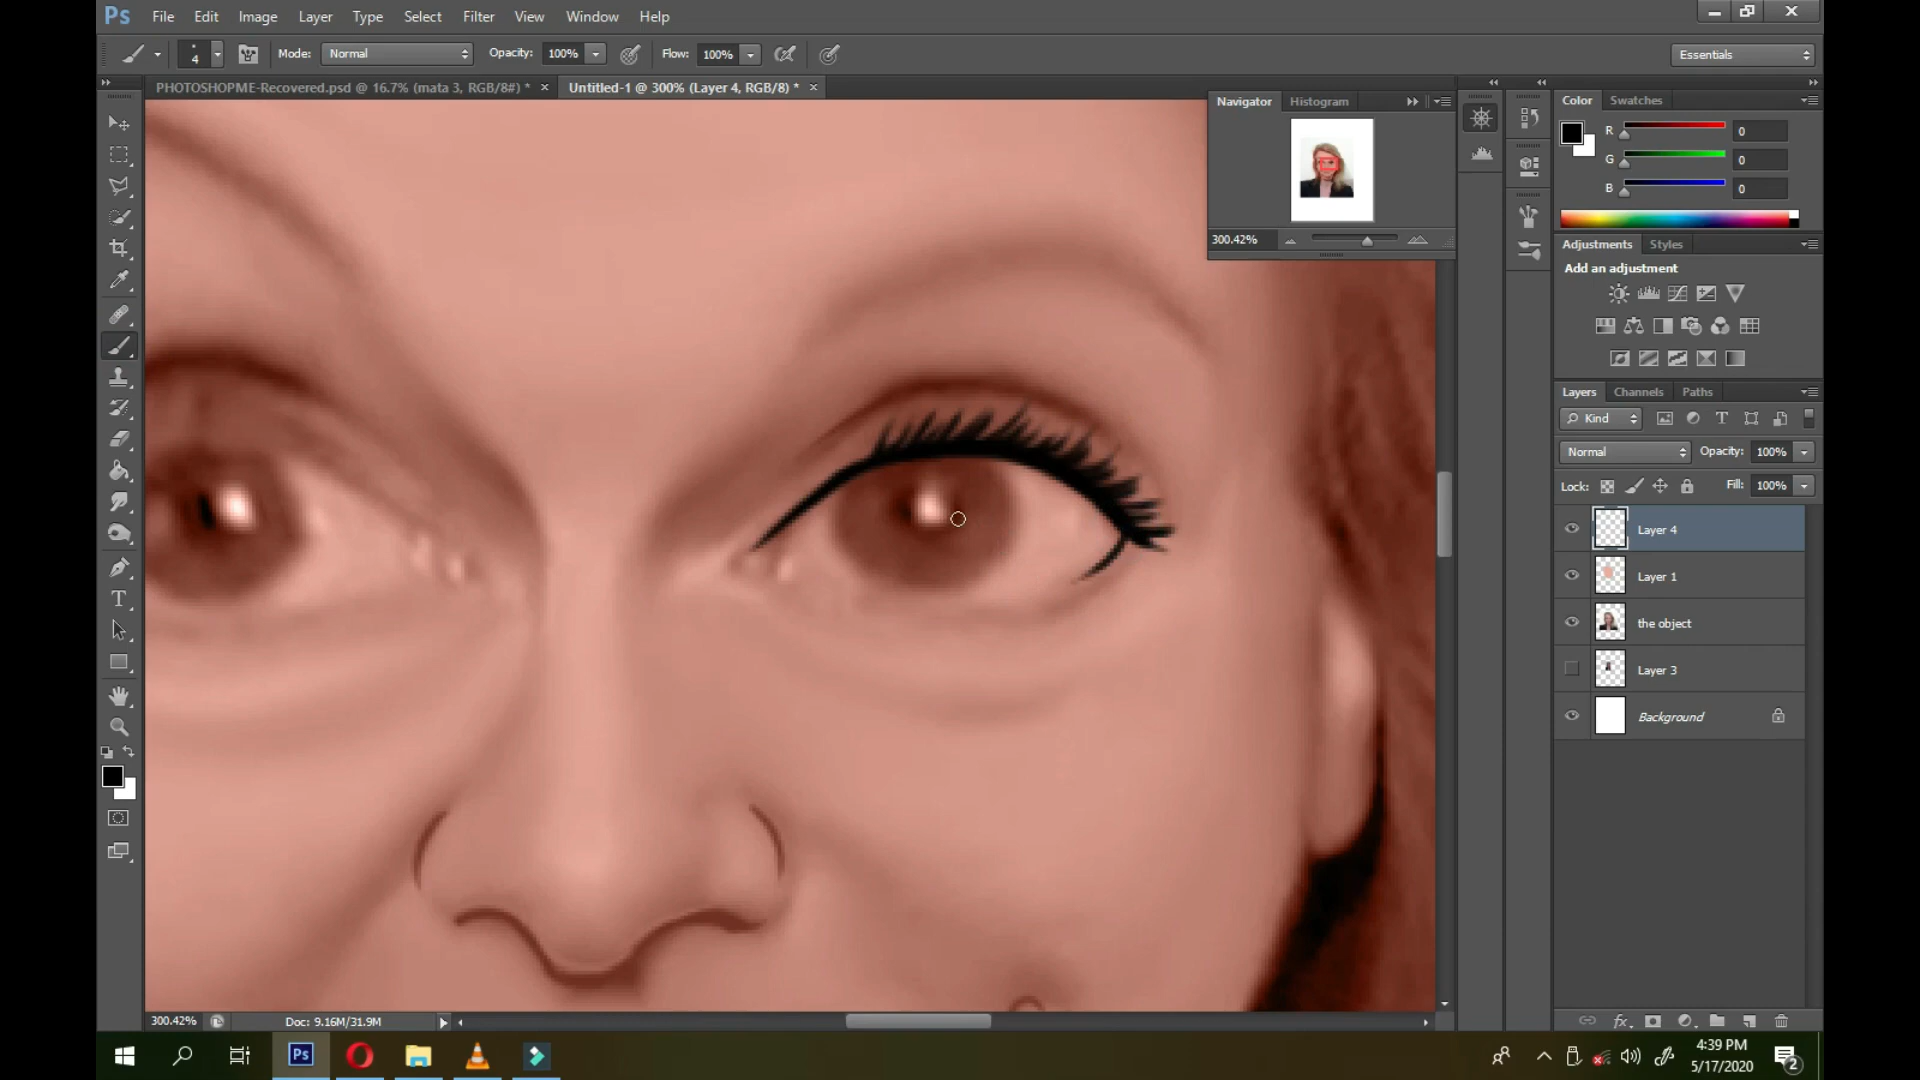 Ps File Edit Image Layer Type Select Filter View Window Help
4 Mode: Normal Opacity: 100% Flow: 100% Essentials
PHOTOSHOPME-Recovered.psd @ 16.7% (mata 3, RGB/8#) * Untitled-1 @ 300% (Layer 4, RGB/8) *
Navigator Histogram
300.42%
Color Swatches
R 0
G 0
B 0
Adjustments Styles
Add an adjustment
Layers Channels Paths
Kind
Normal Opacity: 100%
Lock: Fill: 100%
Layer 4
Layer 1
the object
Layer 3
Background
300.42% Doc: 9.16M/31.9M
Ps
4:39 PM
5/17/2020
2